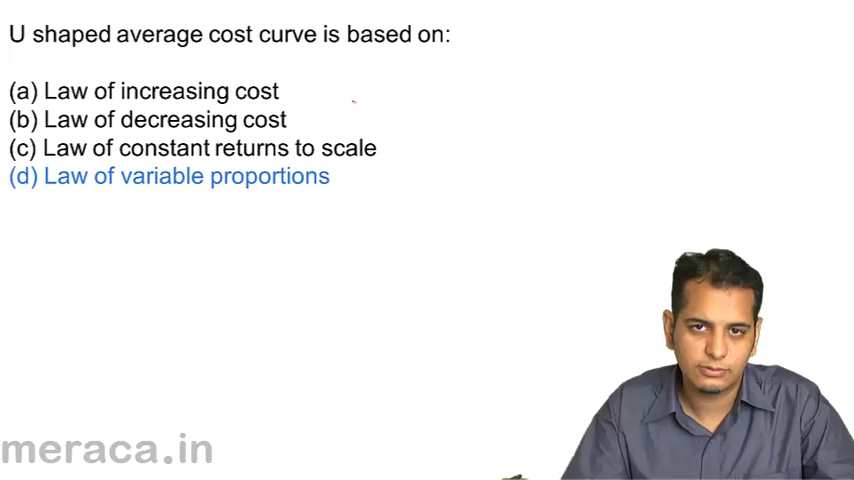 U shaped average cost curve is based on:
(a) Law of increasing cost
(b) Law of decreasing cost
(c) Law of constant returns to scale
(d) Law of variable proportions
meraca.in